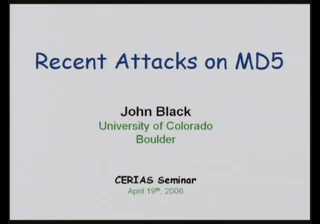 Recent Attacks on MD5
John Black
University of Colorado
Boulder
CERIAS Seminar
April 19th, 2006